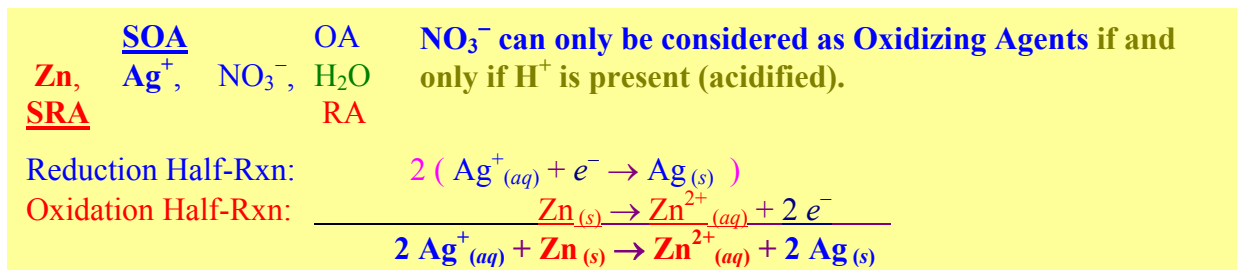 SOA OA NO₃⁻ can only be considered as Oxidizing Agents if and
Zn, Ag⁺, NO₃⁻, H₂O only if H⁺ is present (acidified).
SRA RA
Reduction Half-Rxn: 2 ( Ag⁺(aq) + e⁻ → Ag (s) )
Oxidation Half-Rxn: Zn (s) → Zn²⁺ (aq) + 2 e⁻
2 Ag⁺(aq) + Zn (s) → Zn²⁺(aq) + 2 Ag (s)